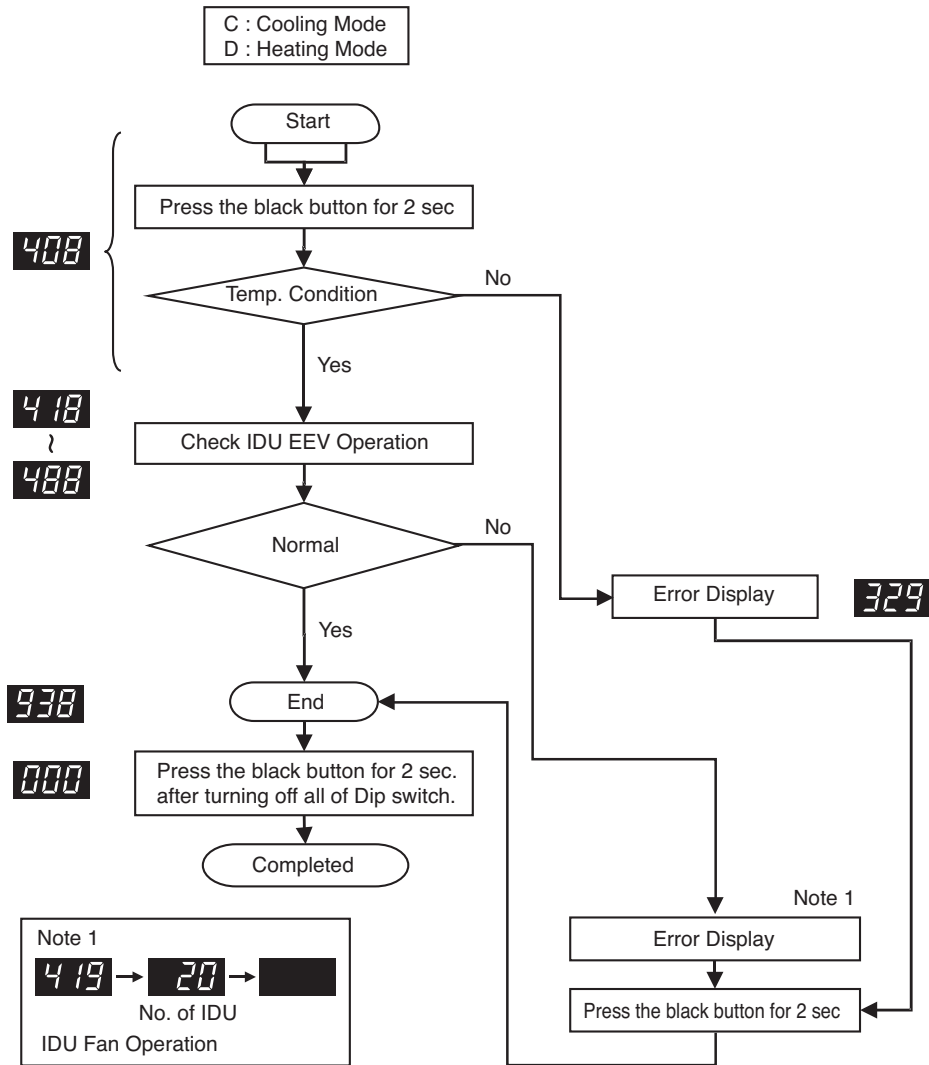 C : Cooling Mode
D : Heating Mode
Start
Press the black button for 2 sec
408
Temp. Condition
No
Yes
418
~
488
Check IDU EEV Operation
Normal
No
Yes
Error Display
329
938
End
000
Press the black button for 2 sec.
after turning off all of Dip switch.
Completed
Note 1
Error Display
Press the black button for 2 sec
Note 1
419 → 20 →
No. of IDU
IDU Fan Operation